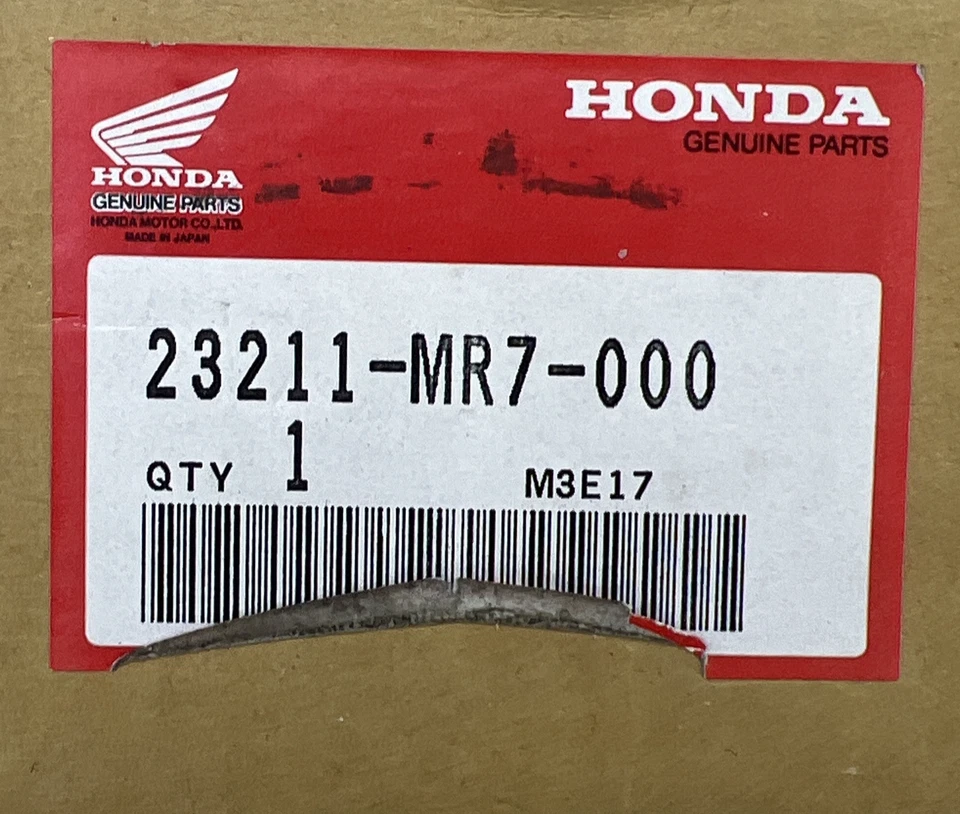 HONDA
GENUINE PARTS
HONDA MOTOR CO.,LTD.
MADE IN JAPAN
HONDA
GENUINE PARTS
23211-MR7-000
QTY 1
M3E17